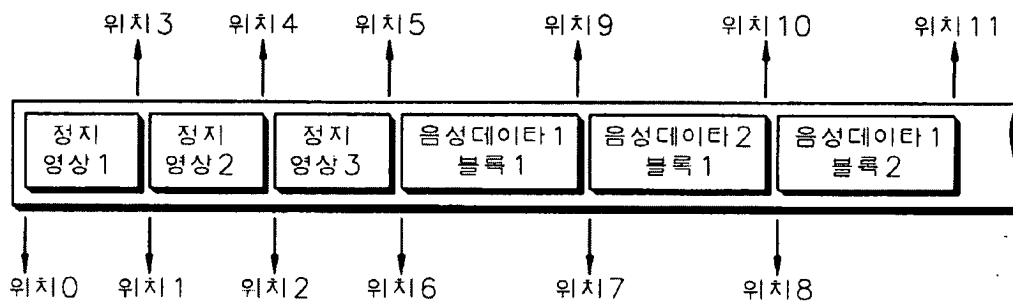 위치3 위치4 위치5 위치9 위치10 위치11
정지 영상1
정지 영상2
정지 영상3
음성데이타1 블록1
음성데이타2 블록1
음성데이타1 블록2
위치0 위치1 위치2 위치6 위치7 위치8